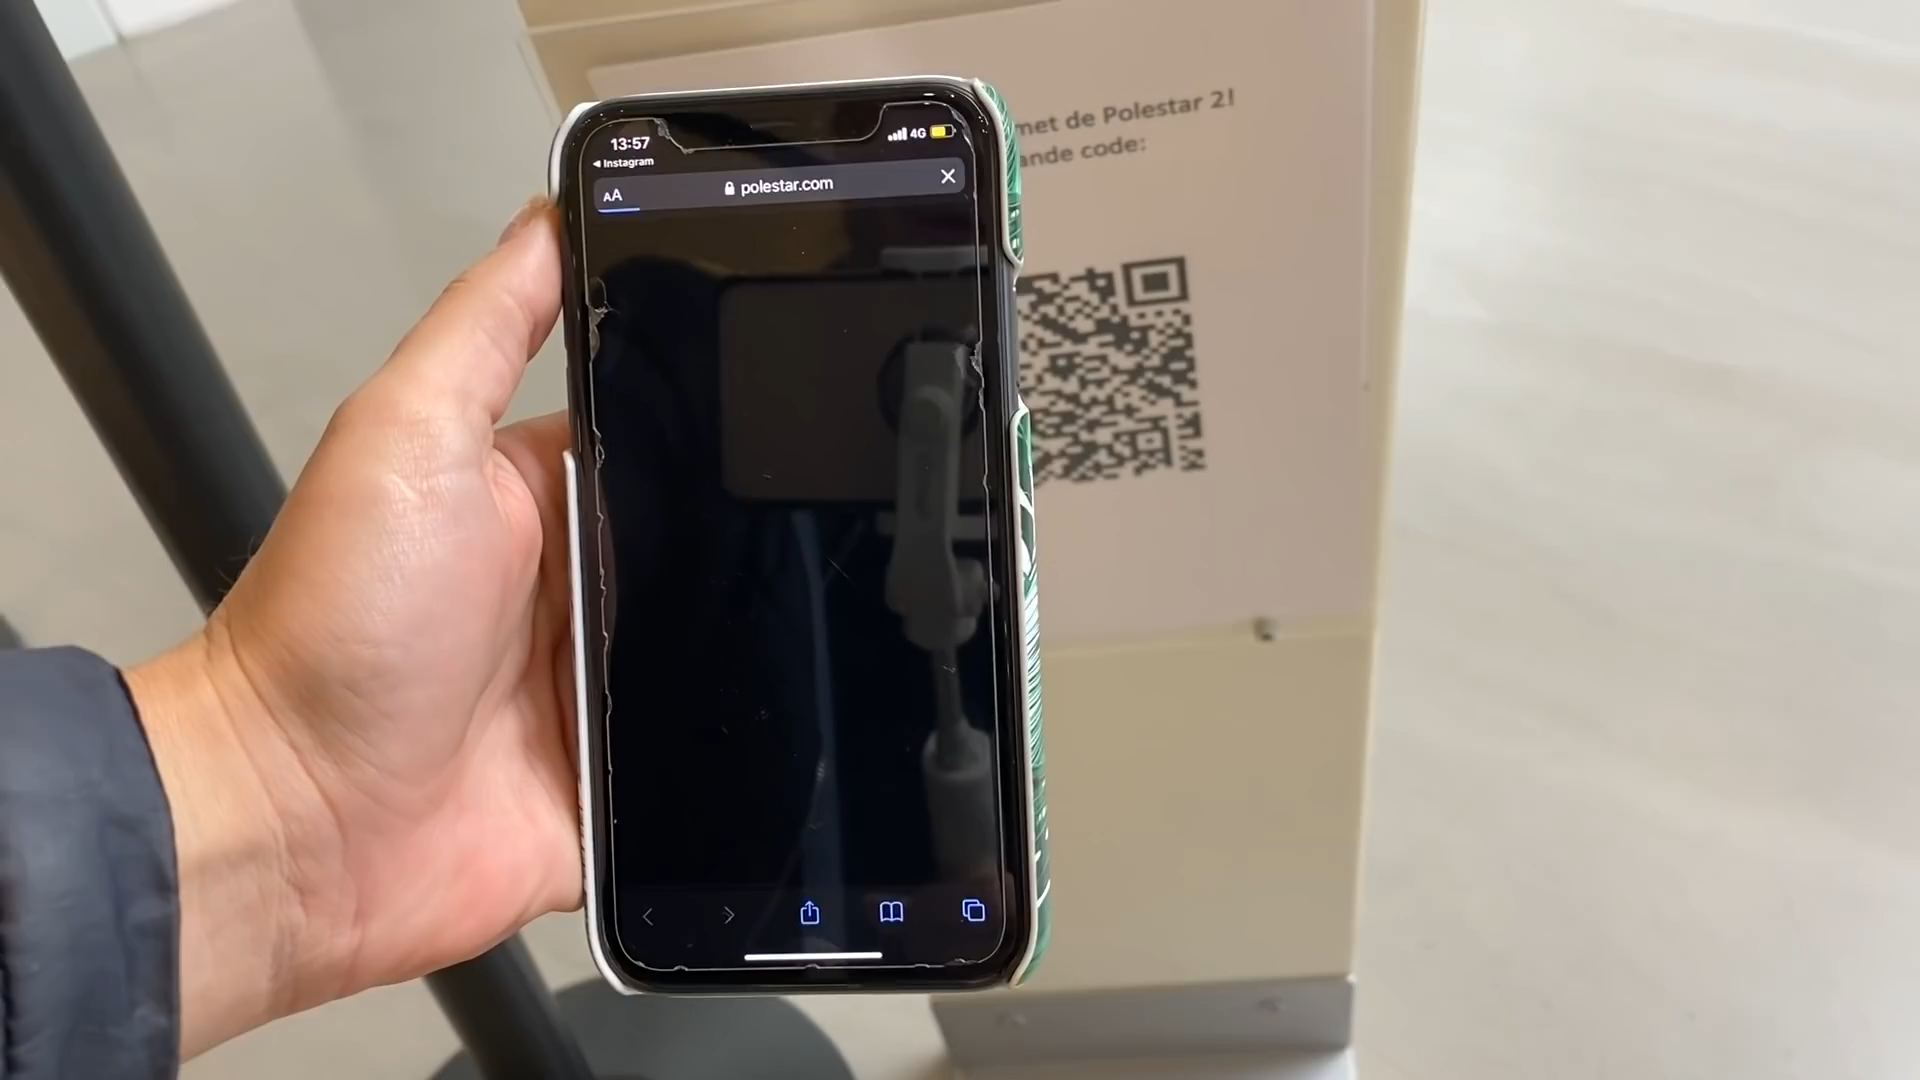 met de Polestar 2!
ande code:
13:57
4G
Instagram
AA
polestar.com